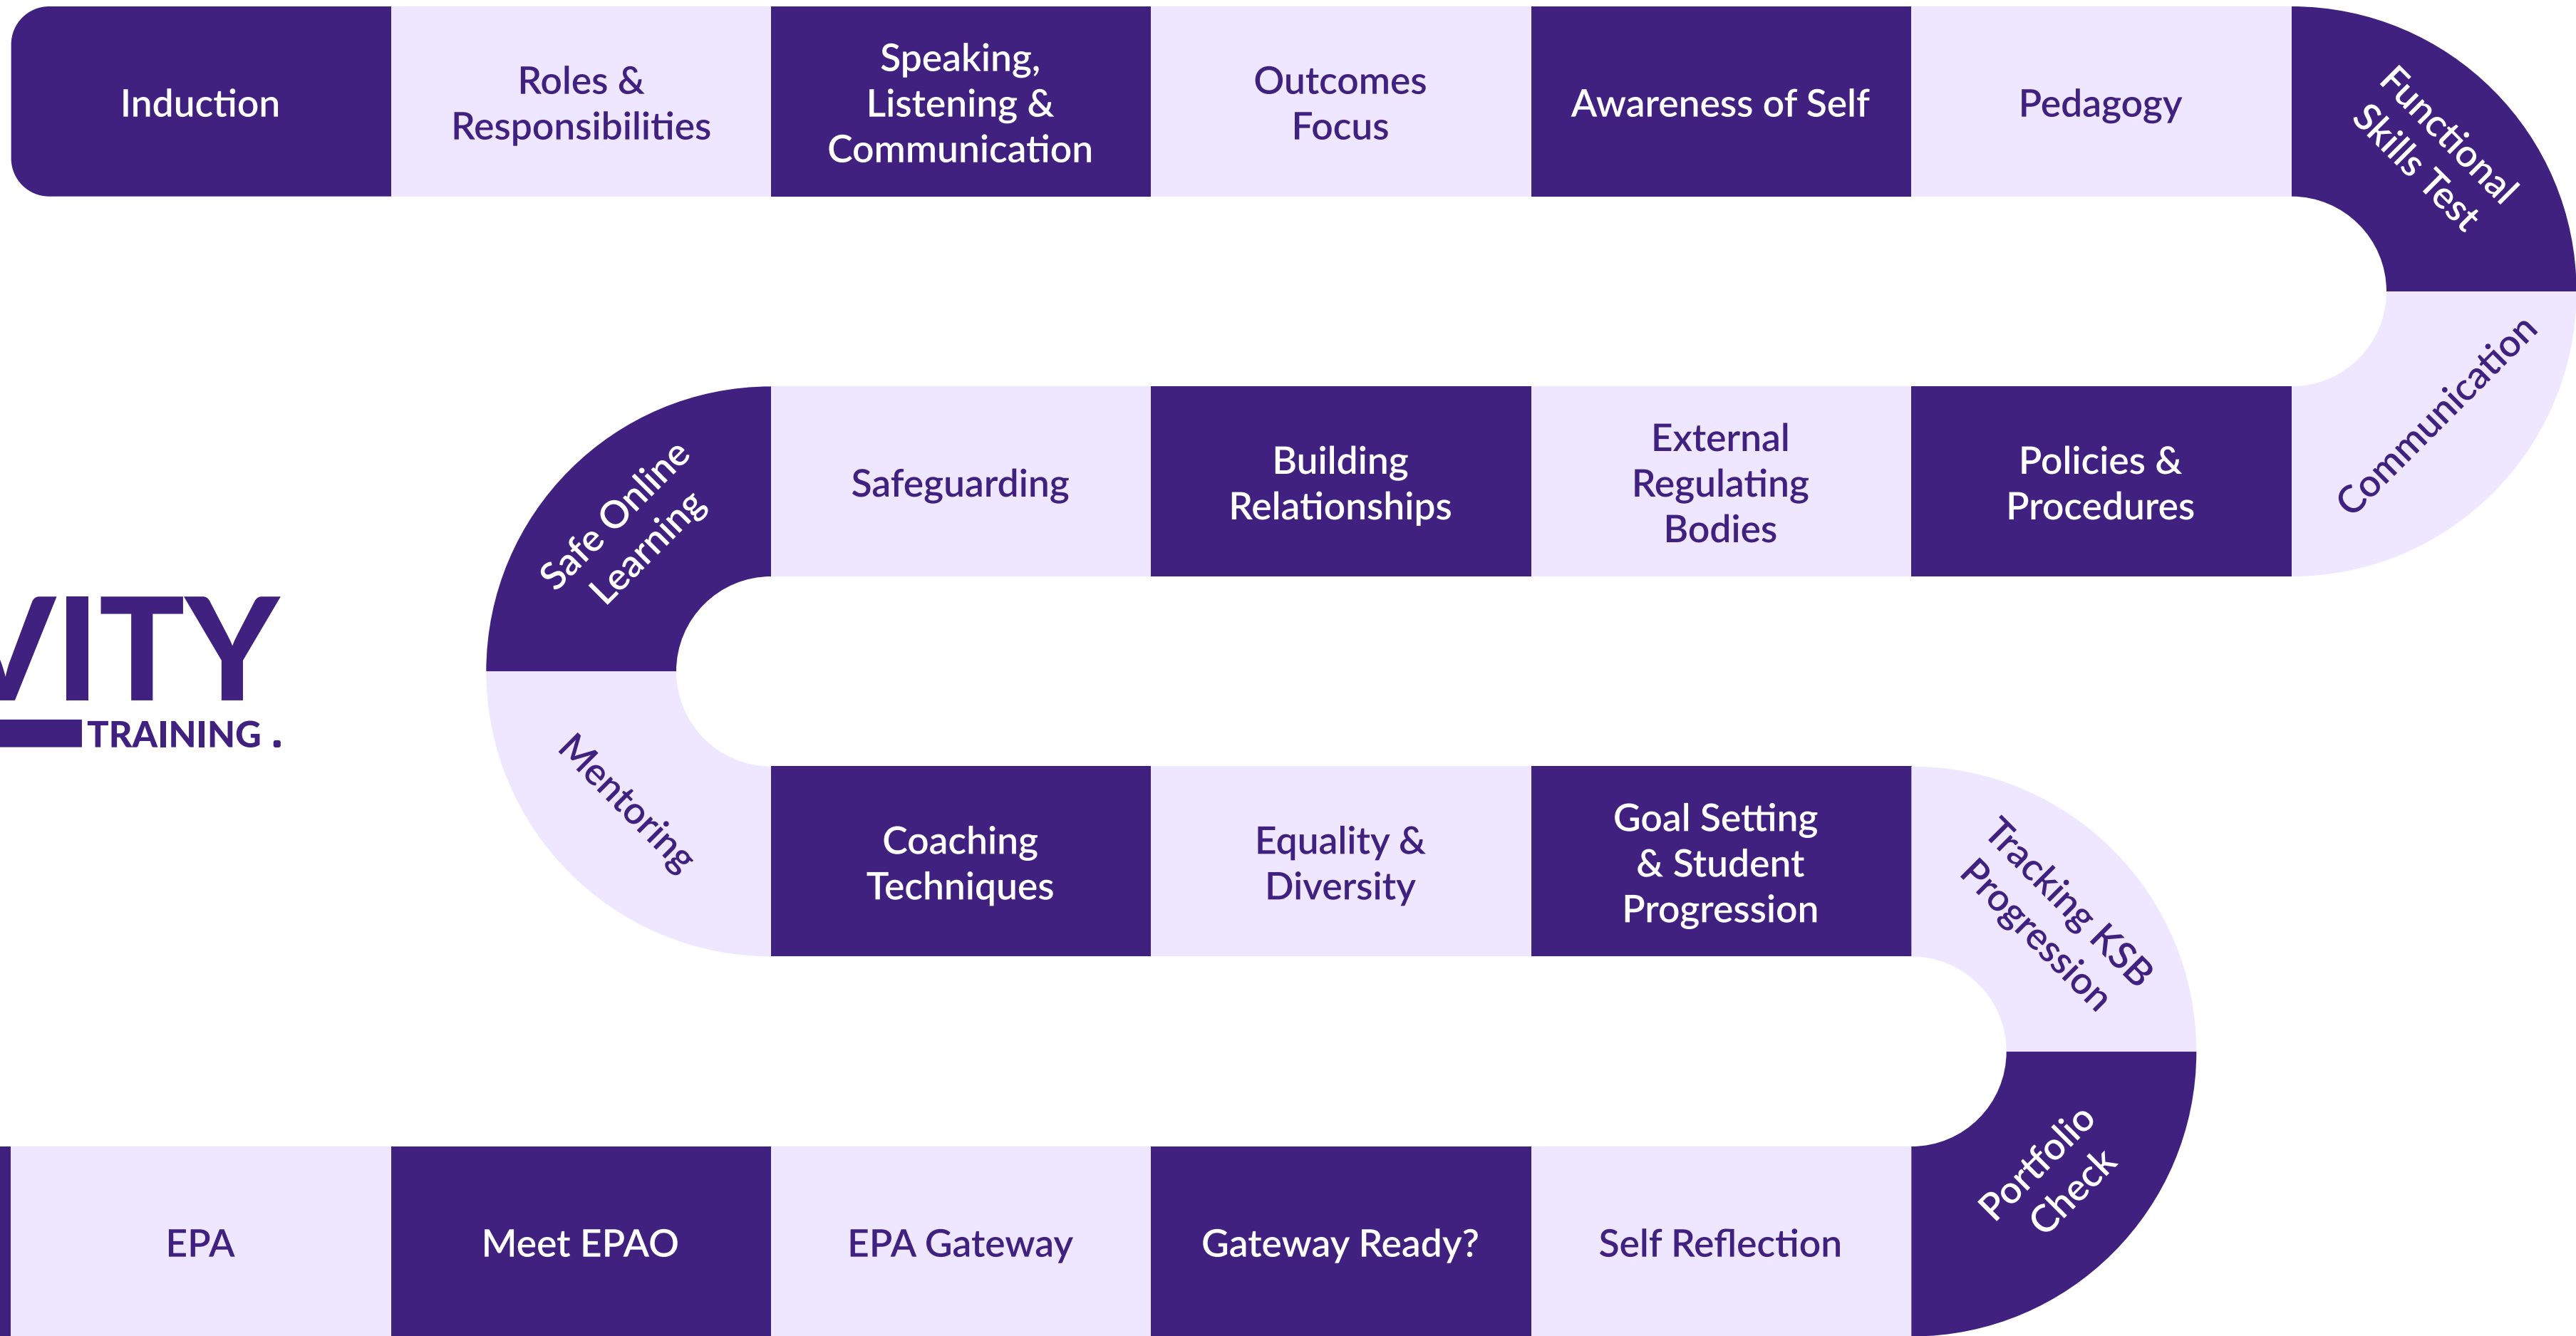 Induction
Roles &
Responsibilities
Speaking,
Listening &
Communication
Outcomes
Focus
Awareness of Self
Pedagogy
Functional
Skills Test
Communication
Policies &
Procedures
External
Regulating
Bodies
Building
Relationships
Safeguarding
Safe Online
Learning
VITY
TRAINING .
Mentoring
Coaching
Techniques
Equality &
Diversity
Goal Setting
& Student
Progression
Tracking KSB
Progression
Portfolio
Check
Self Reflection
Gateway Ready?
EPA Gateway
Meet EPAO
EPA